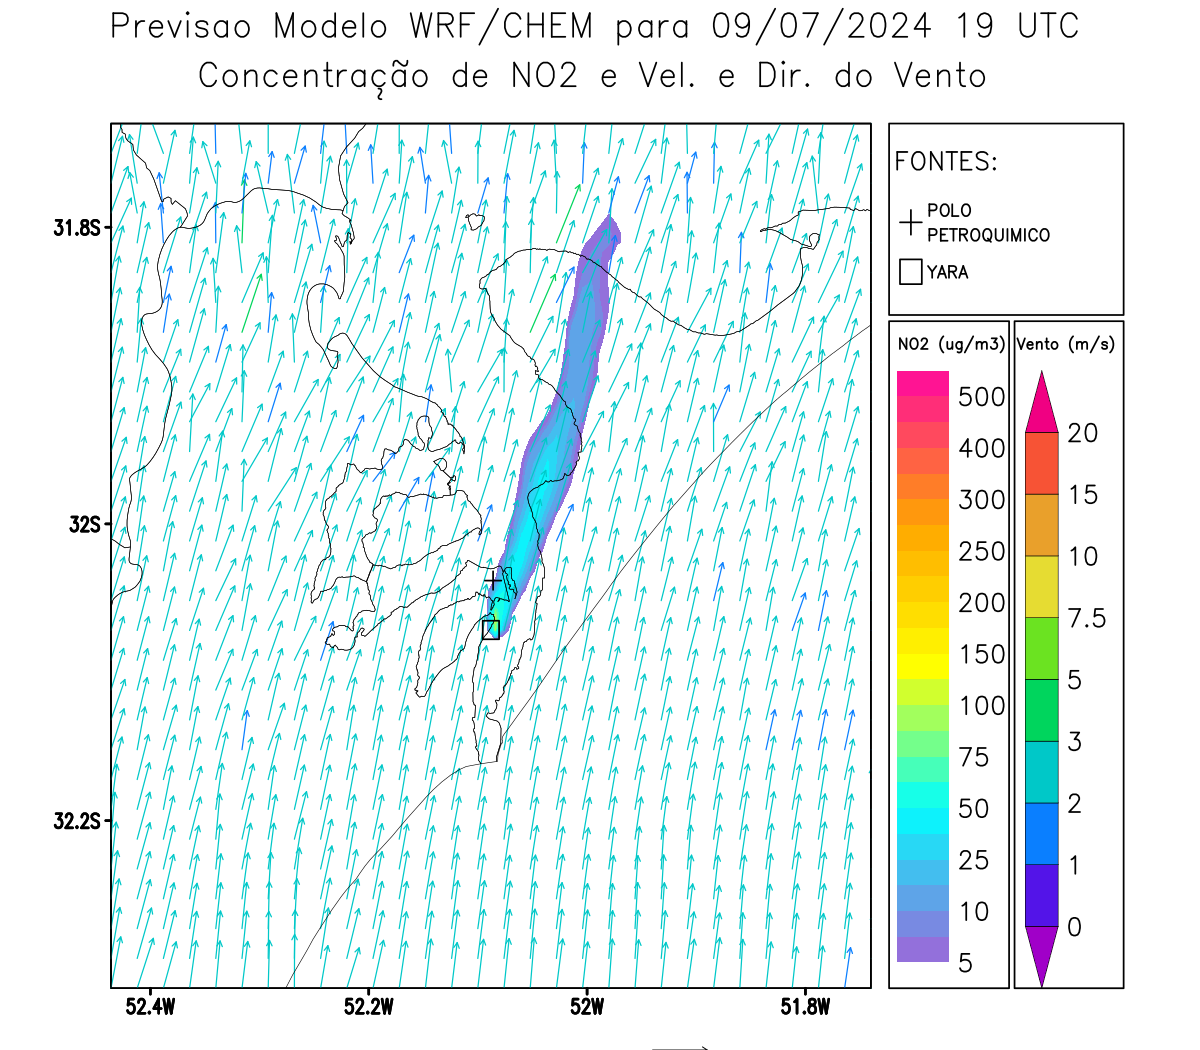 Previsao Modelo WRF/CHEM para 09/07/2024 19 UTC
Concentração de NO2 e Vel. e Dir. do Vento
FONTES:
POLO
PETROQUIMICO
YARA
31.8S
32S
32.2S
52.4W
52.2W
52W
51.8W
NO2 (ug/m3)
500
400
300
250
200
150
100
75
50
25
10
5
Vento (m/s)
20
15
10
7.5
5
3
2
1
0